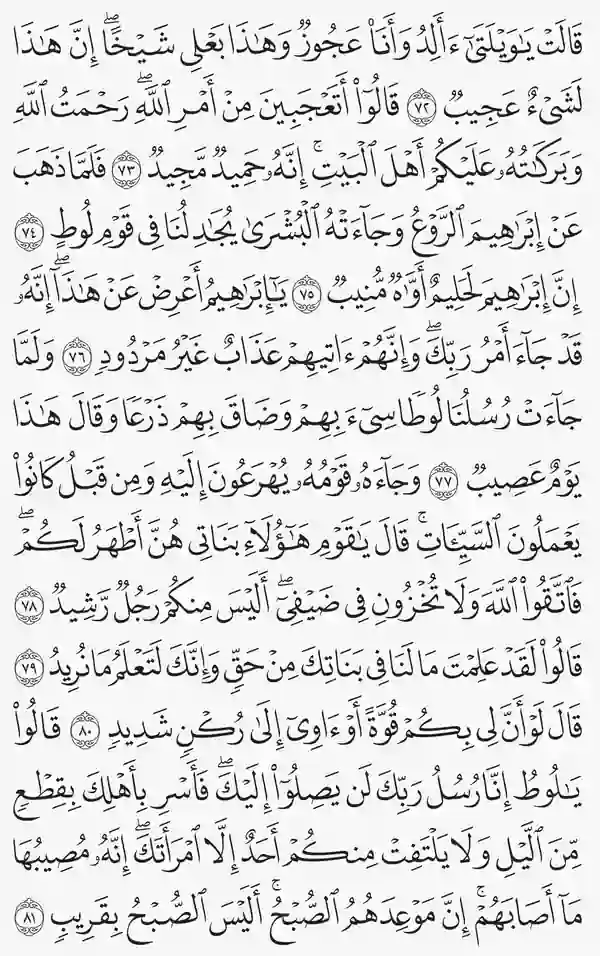 قَالَتْ يَٰوَيْلَتَىٰٓ ءَأَلِدُ وَأَنَا۠ عَجُوزٌ وَهَٰذَا بَعْلِى شَيْخًا ۖ إِنَّ هَٰذَا
لَشَىْءٌ عَجِيبٌ ٧٢ قَالُوٓا۟ أَتَعْجَبِينَ مِنْ أَمْرِ ٱللَّهِ ۖ رَحْمَتُ ٱللَّهِ
وَبَرَكَٰتُهُۥ عَلَيْكُمْ أَهْلَ ٱلْبَيْتِ ۚ إِنَّهُۥ حَمِيدٌ مَّجِيدٌ ٧٣ فَلَمَّا ذَهَبَ
عَنْ إِبْرَٰهِيمَ ٱلرَّوْعُ وَجَآءَتْهُ ٱلْبُشْرَىٰ يُجَٰدِلُنَا فِى قَوْمِ لُوطٍ ٧٤
إِنَّ إِبْرَٰهِيمَ لَحَلِيمٌ أَوَّٰهٌ مُّنِيبٌ ٧٥ يَٰٓإِبْرَٰهِيمُ أَعْرِضْ عَنْ هَٰذَآ ۖ إِنَّهُۥ
قَدْ جَآءَ أَمْرُ رَبِّكَ ۖ وَإِنَّهُمْ ءَاتِيهِمْ عَذَابٌ غَيْرُ مَرْدُودٍ ٧٦ وَلَمَّا
جَآءَتْ رُسُلُنَا لُوطًا سِىٓءَ بِهِمْ وَضَاقَ بِهِمْ ذَرْعًا وَقَالَ هَٰذَا
يَوْمٌ عَصِيبٌ ٧٧ وَجَآءَهُۥ قَوْمُهُۥ يُهْرَعُونَ إِلَيْهِ وَمِن قَبْلُ كَانُوا۟
يَعْمَلُونَ ٱلسَّيِّـَٔاتِ ۚ قَالَ يَٰقَوْمِ هَٰٓؤُلَآءِ بَنَاتِى هُنَّ أَطْهَرُ لَكُمْ ۖ
فَٱتَّقُوا۟ ٱللَّهَ وَلَا تُخْزُونِ فِى ضَيْفِىٓ ۖ أَلَيْسَ مِنكُمْ رَجُلٌ رَّشِيدٌ ٧٨
قَالُوا۟ لَقَدْ عَلِمْتَ مَا لَنَا فِى بَنَاتِكَ مِنْ حَقٍّ وَإِنَّكَ لَتَعْلَمُ مَا نُرِيدُ ٧٩
قَالَ لَوْ أَنَّ لِى بِكُمْ قُوَّةً أَوْ ءَاوِىٓ إِلَىٰ رُكْنٍ شَدِيدٍ ٨٠ قَالُوا۟
يَٰلُوطُ إِنَّا رُسُلُ رَبِّكَ لَن يَصِلُوٓا۟ إِلَيْكَ ۖ فَأَسْرِ بِأَهْلِكَ بِقِطْعٍ
مِّنَ ٱلَّيْلِ وَلَا يَلْتَفِتْ مِنكُمْ أَحَدٌ إِلَّا ٱمْرَأَتَكَ ۖ إِنَّهُۥ مُصِيبُهَا
مَآ أَصَابَهُمْ ۚ إِنَّ مَوْعِدَهُمُ ٱلصُّبْحُ ۚ أَلَيْسَ ٱلصُّبْحُ بِقَرِيبٍ ٨١